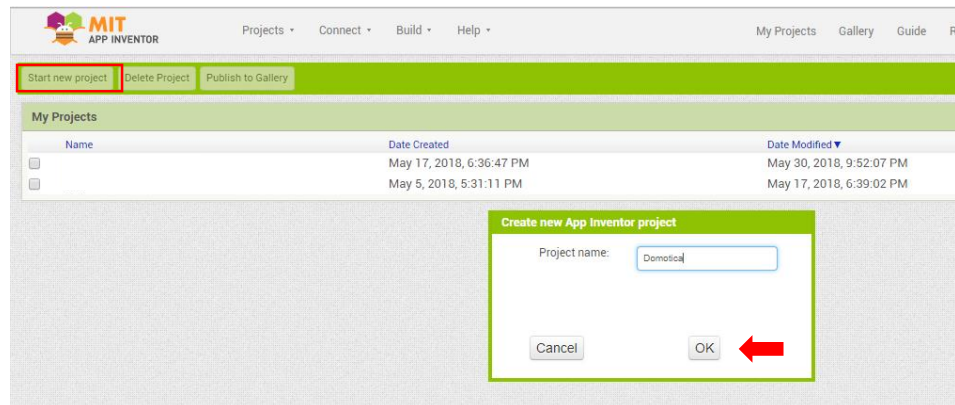 MIT
APP INVENTOR
Projects Connect Build Help My Projects Gallery Guide R
Start new project Delete Project Publish to Gallery
My Projects
Name Date Created Date Modified ▼
May 17, 2018, 6:36:47 PM May 30, 2018, 9:52:07 PM
May 5, 2018, 5:31:11 PM May 17, 2018, 6:39:02 PM
Create new App Inventor project
Project name: Domotica
Cancel OK